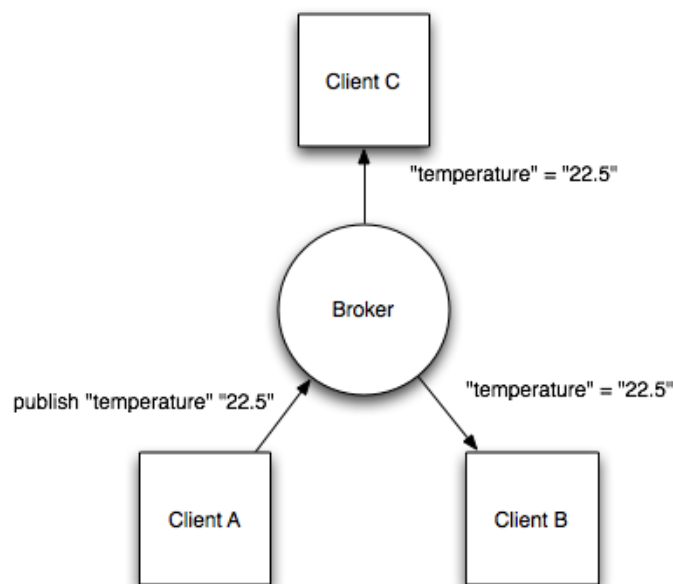 Client C
"temperature" = "22.5"
Broker
publish "temperature" "22.5"
"temperature" = "22.5"
Client A
Client B